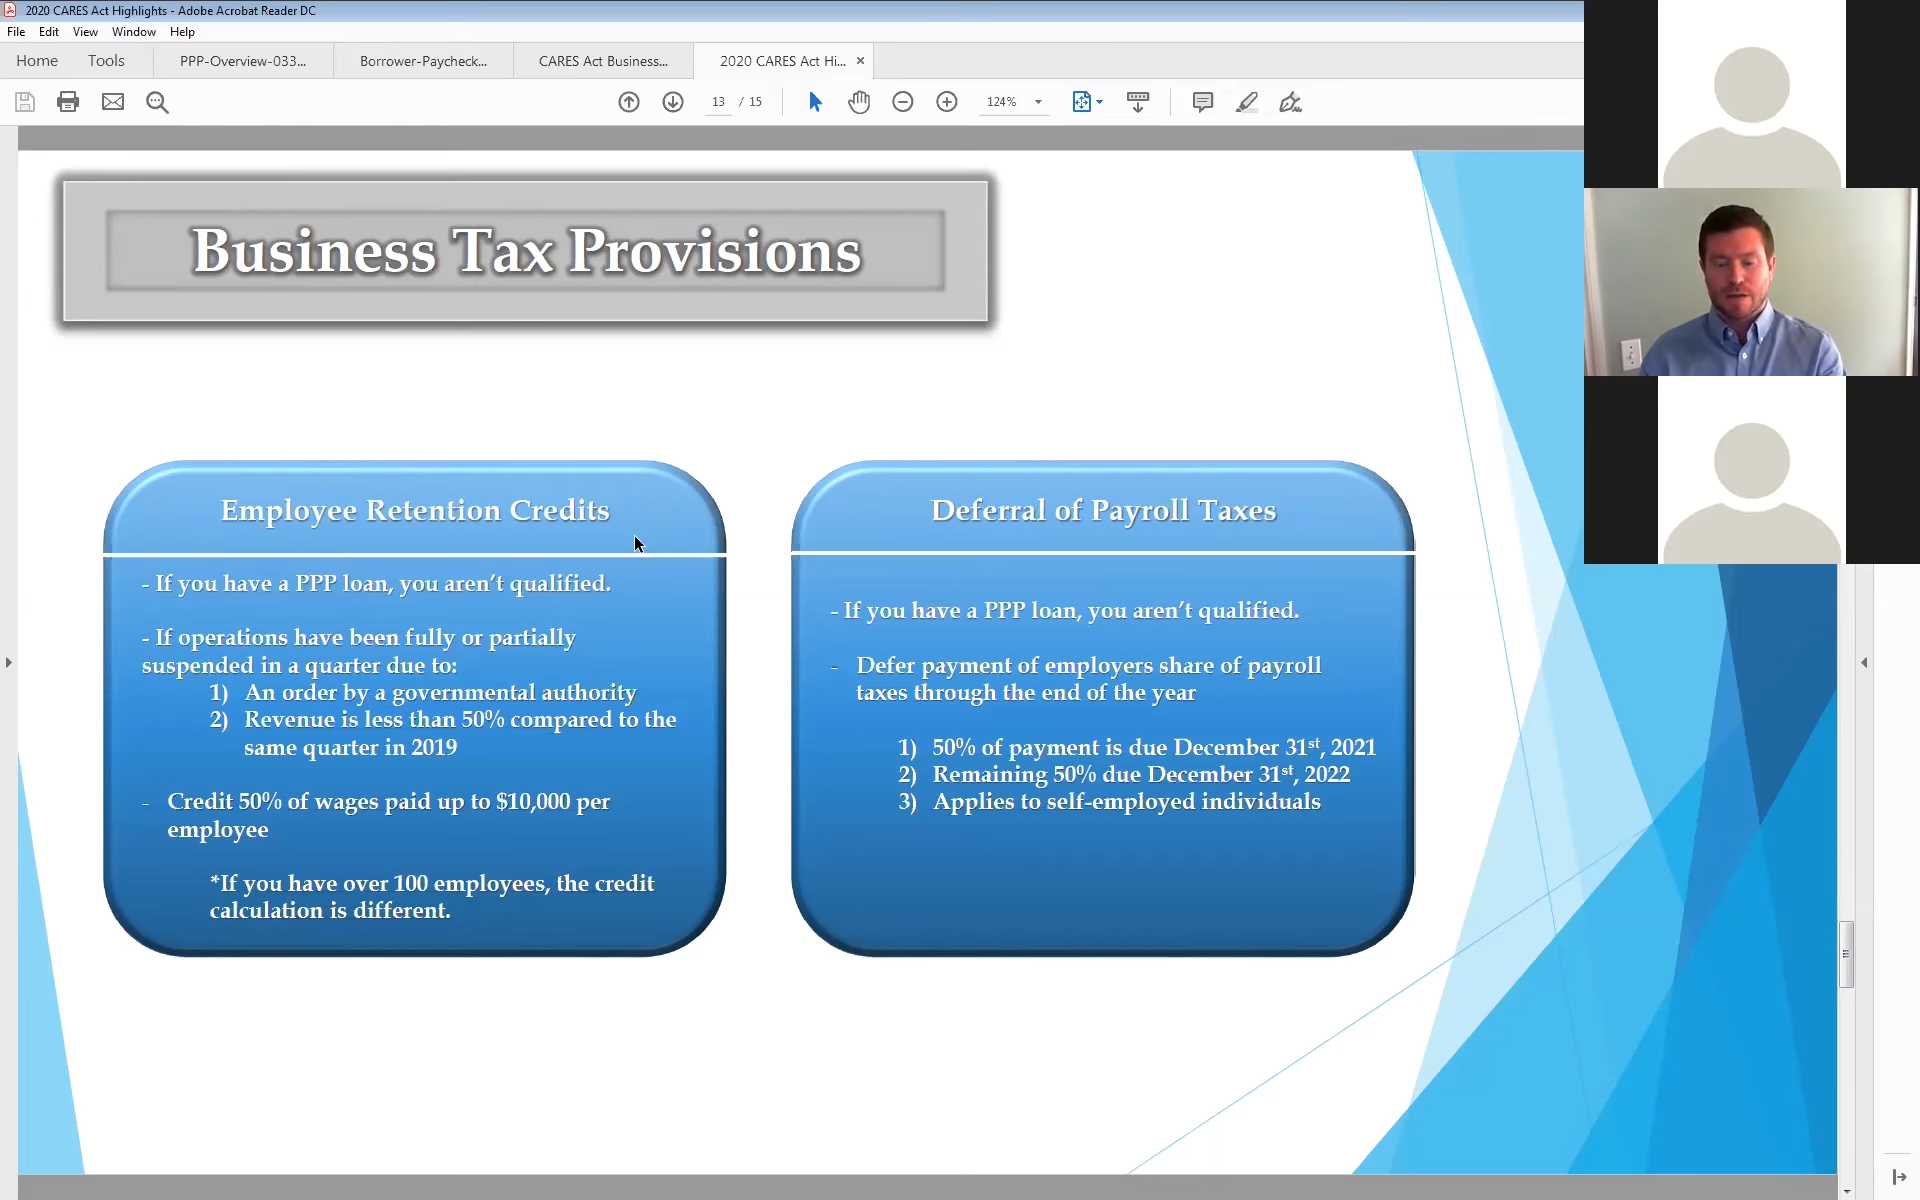 2020 CARES Act Highlights - Adobe Acrobat Reader DC
File Edit View Window Help
Home Tools PPP-Overview-033... Borrower-Paycheck... CARES Act Business... 2020 CARES Act Hi... ×
13 / 15 124%
Business Tax Provisions
Employee Retention Credits
- If you have a PPP loan, you aren't qualified.
- If operations have been fully or partially
suspended in a quarter due to:
1) An order by a governmental authority
2) Revenue is less than 50% compared to the
same quarter in 2019
- Credit 50% of wages paid up to $10,000 per
employee
*If you have over 100 employees, the credit
calculation is different.
Deferral of Payroll Taxes
- If you have a PPP loan, you aren't qualified.
- Defer payment of employers share of payroll
taxes through the end of the year
1) 50% of payment is due December 31st, 2021
2) Remaining 50% due December 31st, 2022
3) Applies to self-employed individuals